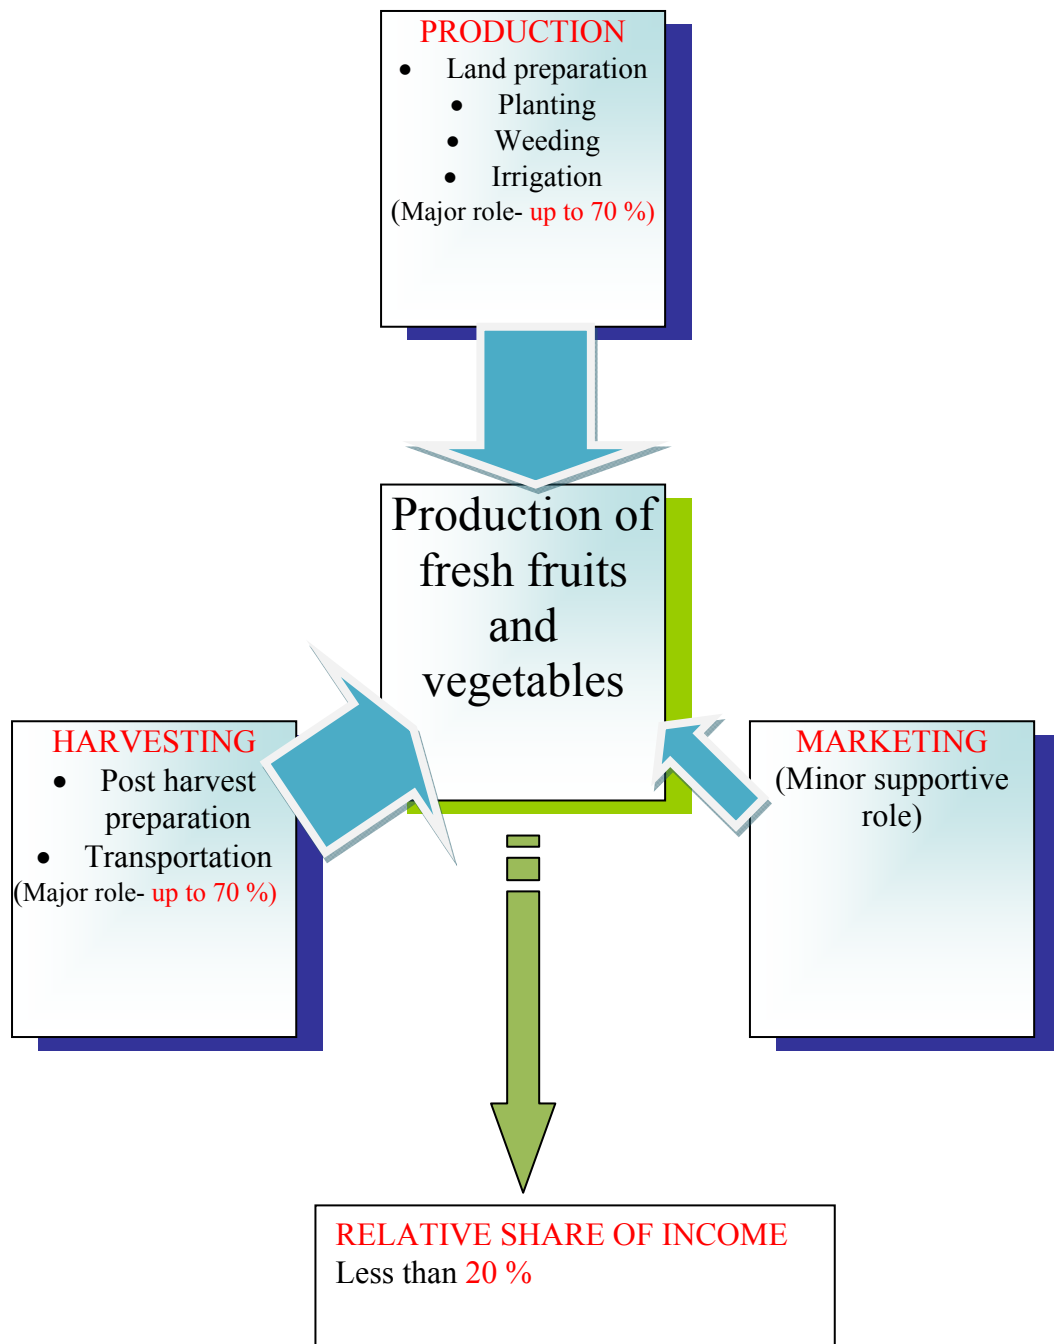 PRODUCTION
• Land preparation
• Planting
• Weeding
• Irrigation
(Major role- up to 70 %)
Production of
fresh fruits
and
vegetables
HARVESTING
• Post harvest
preparation
• Transportation
(Major role- up to 70 %)
MARKETING
(Minor supportive
role)
RELATIVE SHARE OF INCOME
Less than 20 %